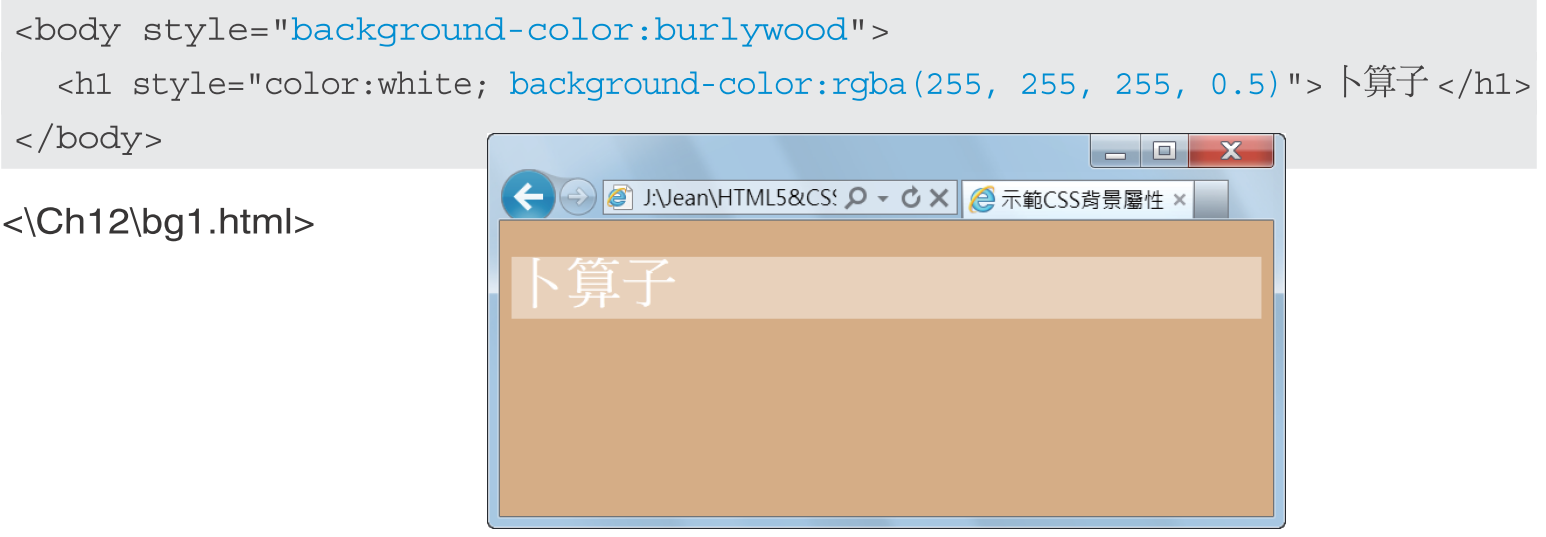 <body style="background-color:burlywood">
<h1 style="color:white; background-color:rgba(255, 255, 255, 0.5)">卜算子</h1>
</body>
<\Ch12\bg1.html>
J:\Jean\HTML5&CSS
示範CSS背景屬性
卜算子